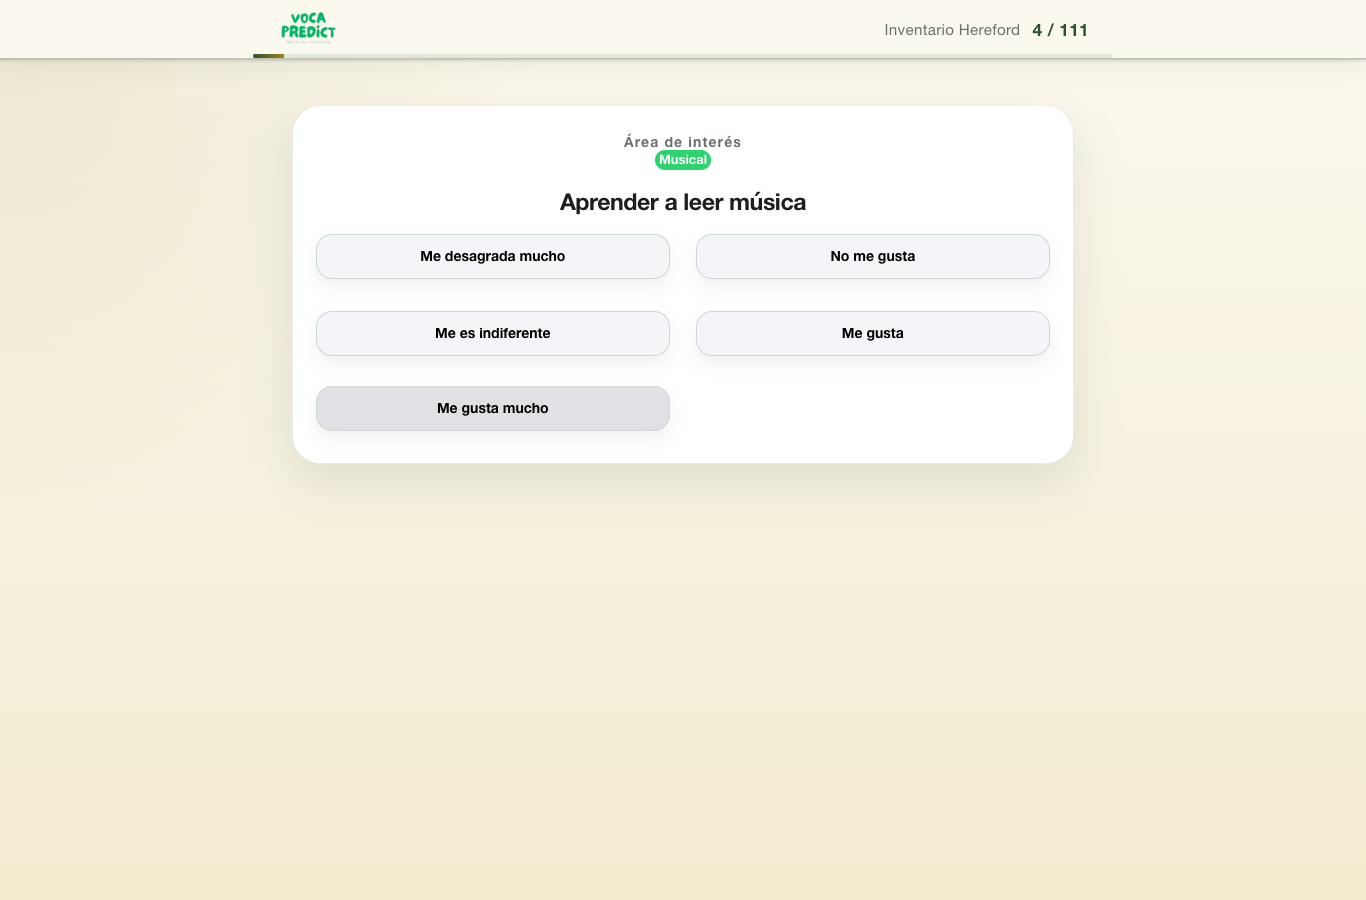 VOCA
PREDICT
Inventario Hereford 4 / 111
Área de interés
Musical
Aprender a leer música
Me desagrada mucho
No me gusta
Me es indiferente
Me gusta
Me gusta mucho